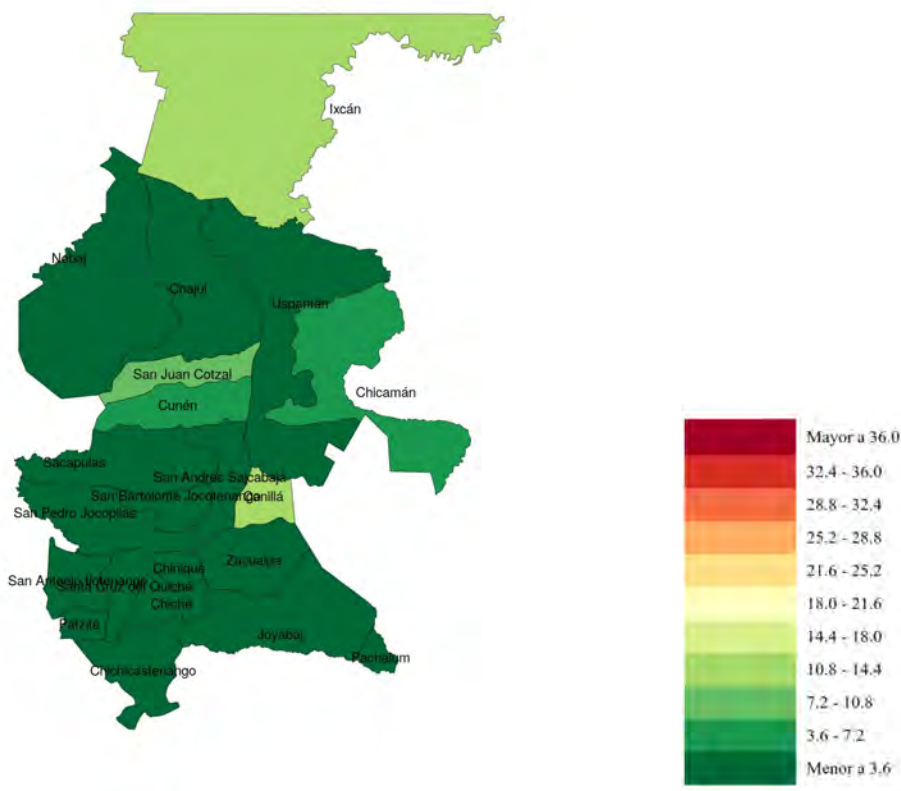 Ixcán
Nebaj
Chajul
Uspantán
San Juan Cotzal
Chicamán
Cunén
Sacapulas
San Andrés Sajcabaja
San Bartolomé Jocotenango
Canillá
San Pedro Jocopilas
Zacualpa
Chinique
San Antonio Ilotenango
Santa Cruz del Quiché
Chiché
Patzité
Joyabaj
Pachalum
Chichicastenango
Mayor a 36.0
32.4 - 36.0
28.8 - 32.4
25.2 - 28.8
21.6 - 25.2
18.0 - 21.6
14.4 - 18.0
10.8 - 14.4
7.2 - 10.8
3.6 - 7.2
Menor a 3.6